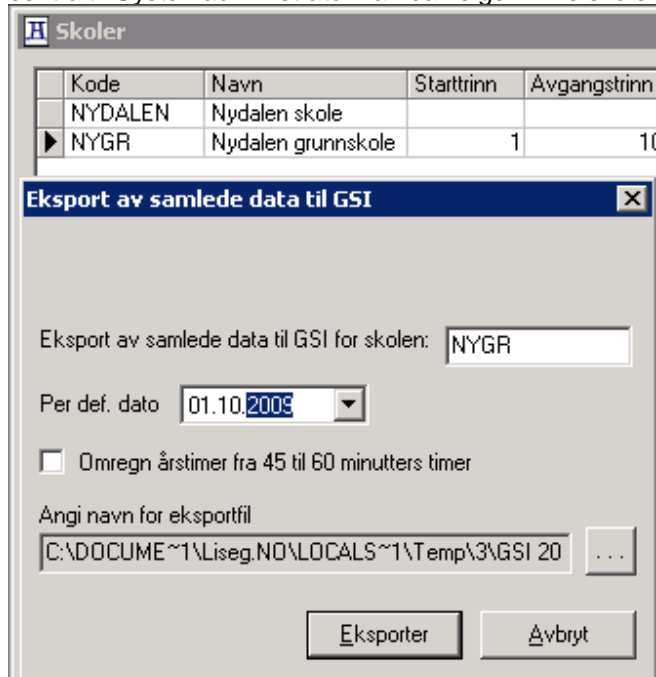 Skoler
Kode Navn Starttrinn Avgangstrinn
NYDALEN Nydalen skole
NYGR Nydalen grunnskole 1 10
Eksport av samlede data til GSI
Eksport av samlede data til GSI for skolen: NYGR
Per def. dato 01.10.2009
Omregn årstimer fra 45 til 60 minutters timer
Angi navn for eksportfil
C:\DOCUME~1\Liseg.NO\LOCALS~1\Temp\3\GSI 20 ...
Eksporter Avbryt